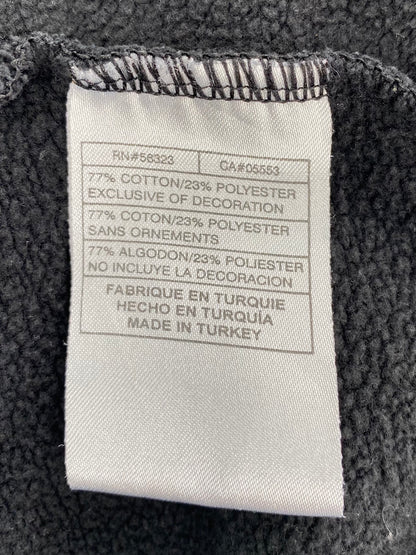 RN#56323 CA#05553
77% COTTON/23% POLYESTER
EXCLUSIVE OF DECORATION
77% COTON/23% POLYESTER
SANS ORNEMENTS
77% ALGODON/23% POLIESTER
NO INCLUYE LA DECORACION
FABRIQUE EN TURQUIE
HECHO EN TURQUÍA
MADE IN TURKEY